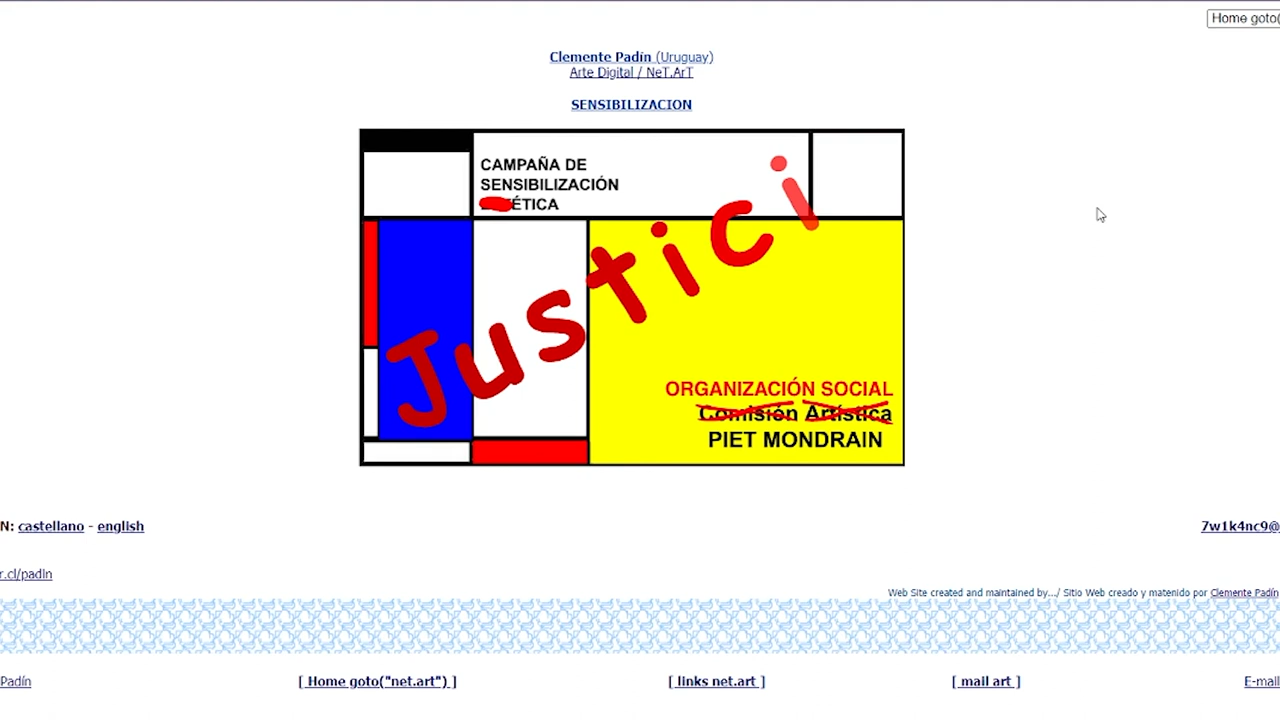 Home goto(
Clemente Padín (Uruguay)
Arte Digital / NeT.ArT
SENSIBILIZACION
CAMPAÑA DE
SENSIBILIZACIÓN
ÉTICA
Justici
ORGANIZACIÓN SOCIAL
Comisión Artística
PIET MONDRAIN
N: castellano - english
7w1k4nc9@
r.cl/padin
Web Site created and maintained by.../ Sitio Web creado y matenido por Clemente Padín
Padín
[ Home goto("net.art") ]
[ links net.art ]
[ mail art ]
E-mail